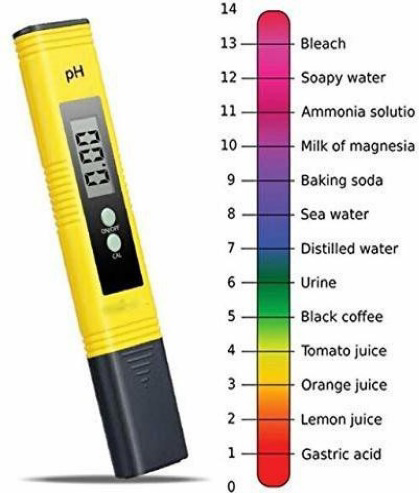 pH
0.00
ON/OFF
CAL
14
13 Bleach
12 Soapy water
11 Ammonia solutio
10 Milk of magnesia
9 Baking soda
8 Sea water
7 Distilled water
6 Urine
5 Black coffee
4 Tomato juice
3 Orange juice
2 Lemon juice
1 Gastric acid
0